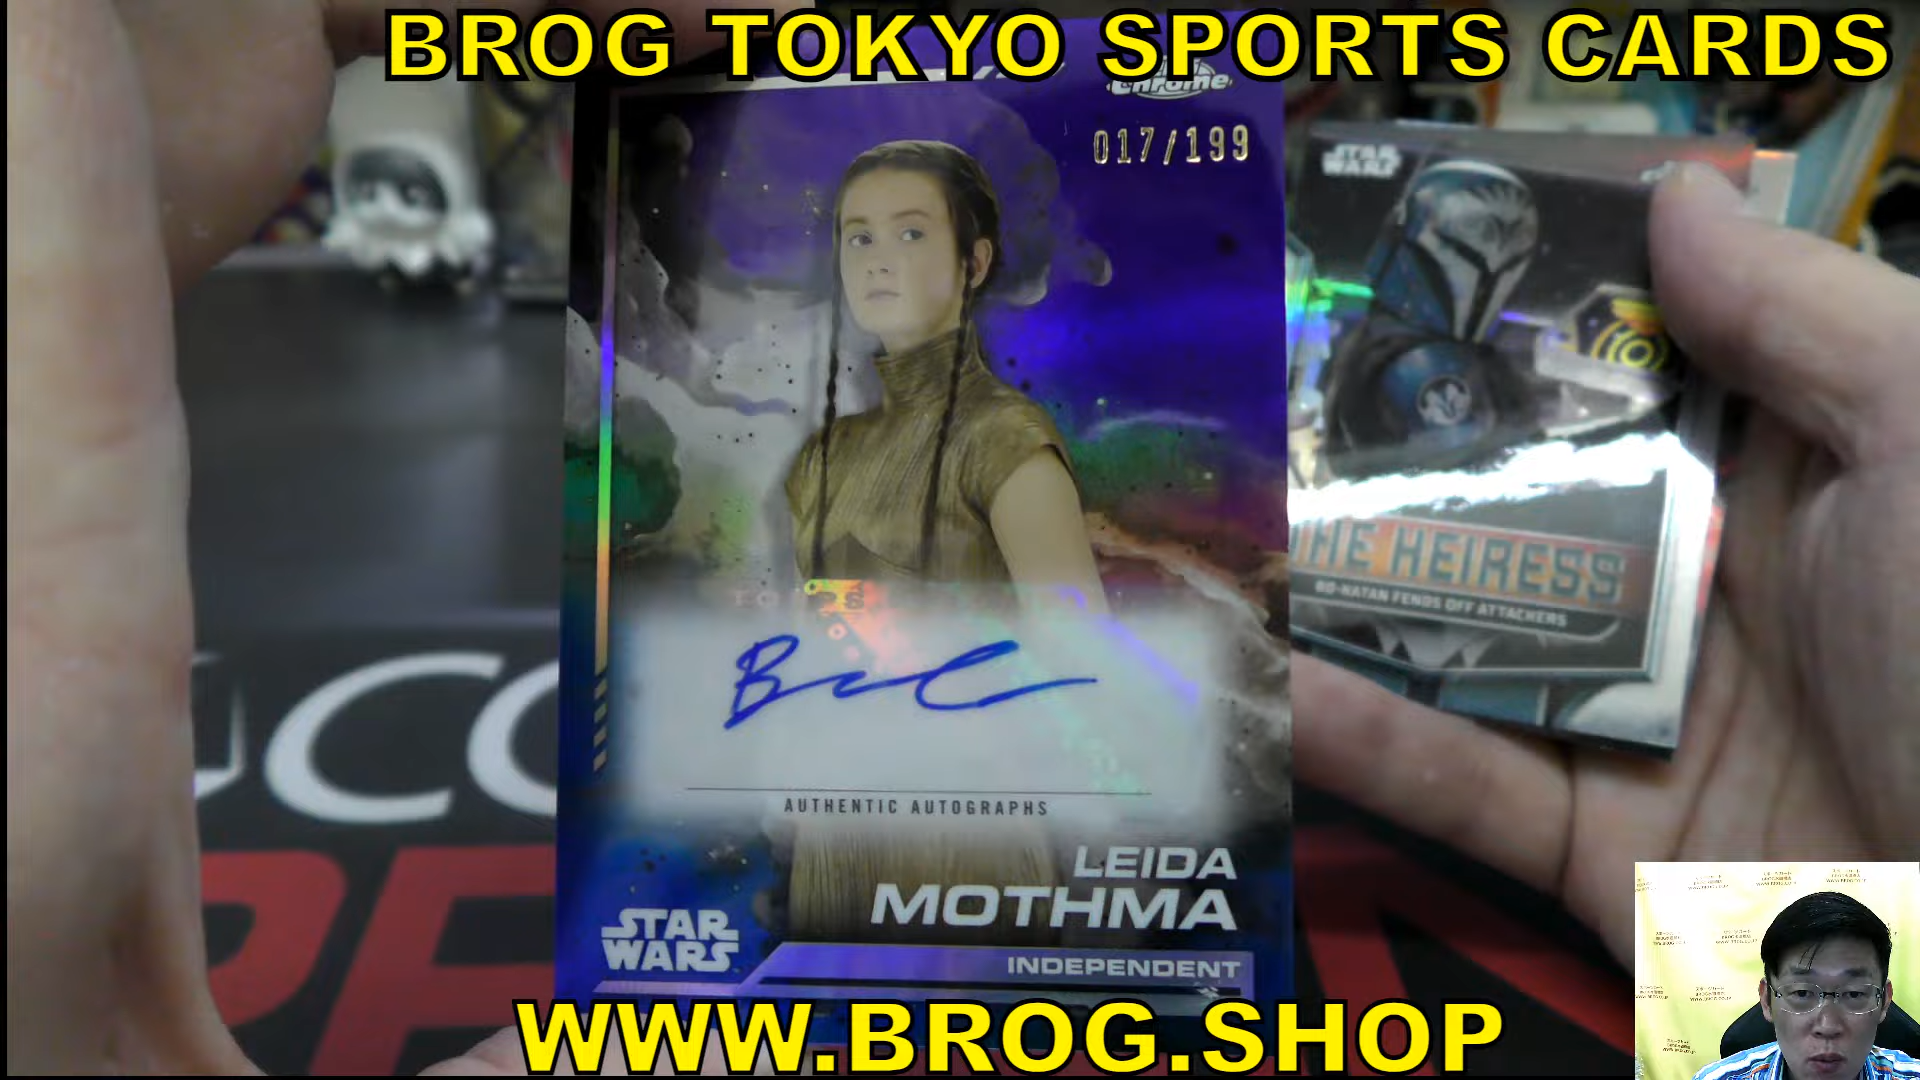 BROG TOKYO SPORTS CARDS
Chrome
017/199
STAR
WARS
THE HEIRESS
BO-KATAN FENDS OFF ATTACKERS
AUTHENTIC AUTOGRAPHS
LEIDA
MOTHMA
STAR
WARS
INDEPENDENT
WWW.BROG.SHOP